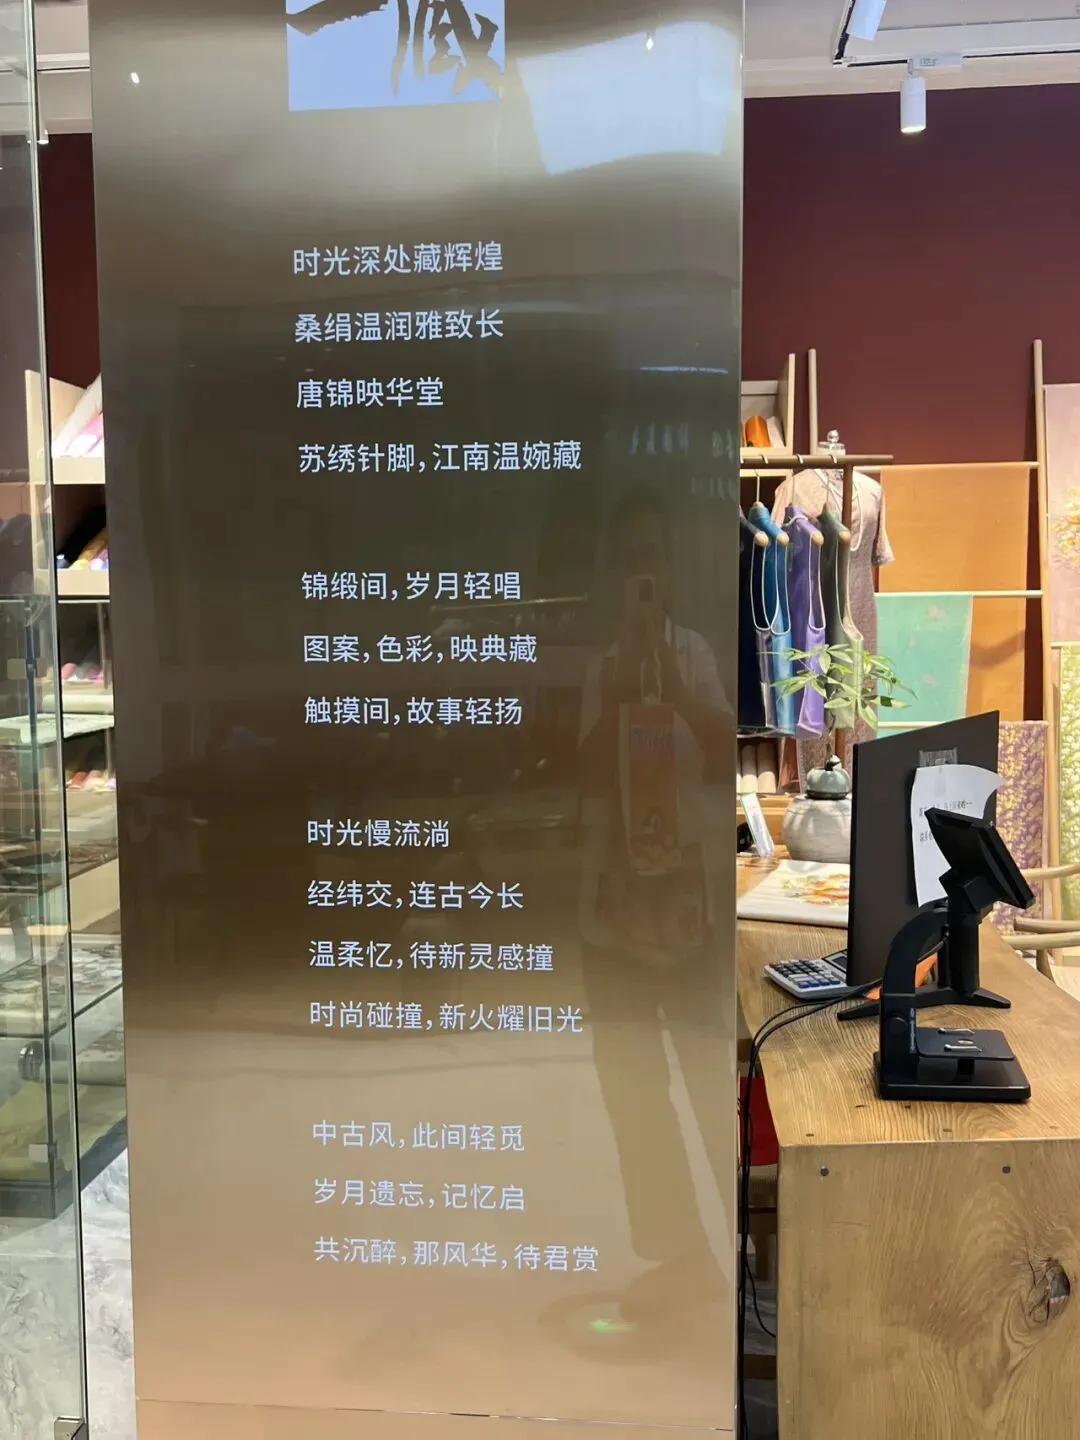 一藏
时光深处藏辉煌
桑绢温润雅致长
唐锦映华堂
苏绣针脚，江南温婉藏
锦缎间，岁月轻唱
图案，色彩，映典藏
触摸间，故事轻扬
时光慢流淌
经纬交，连古今长
温柔忆，待新灵感撞
时尚碰撞，新火耀旧光
中古风，此间轻觅
岁月遗忘，记忆启
共沉醉，那风华，待君赏